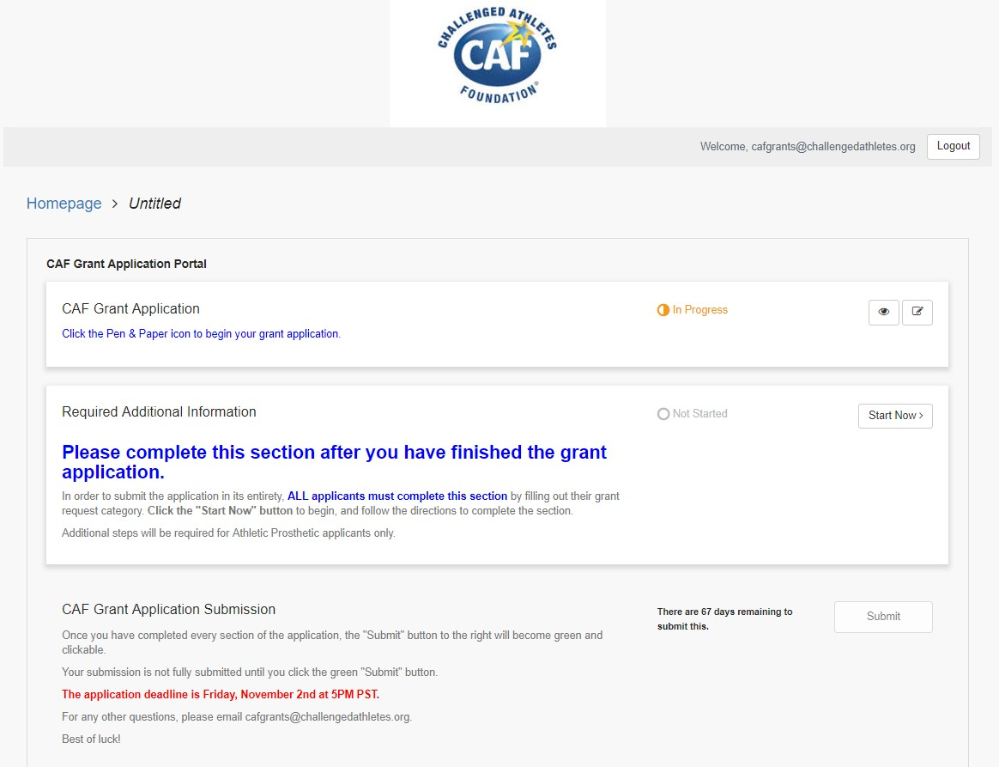 CHALLENGED ATHLETES
CAF
FOUNDATION®
Welcome, cafgrants@challengedathletes.org
Logout
Homepage > Untitled
CAF Grant Application Portal
CAF Grant Application
In Progress
Click the Pen & Paper icon to begin your grant application.
Required Additional Information
Not Started
Start Now >
Please complete this section after you have finished the grant
application.
In order to submit the application in its entirety, ALL applicants must complete this section by filling out their grant
request category. Click the "Start Now" button to begin, and follow the directions to complete the section.
Additional steps will be required for Athletic Prosthetic applicants only.
CAF Grant Application Submission
There are 67 days remaining to
submit this.
Submit
Once you have completed every section of the application, the "Submit" button to the right will become green and
clickable.
Your submission is not fully submitted until you click the green "Submit" button.
The application deadline is Friday, November 2nd at 5PM PST.
For any other questions, please email cafgrants@challengedathletes.org.
Best of luck!